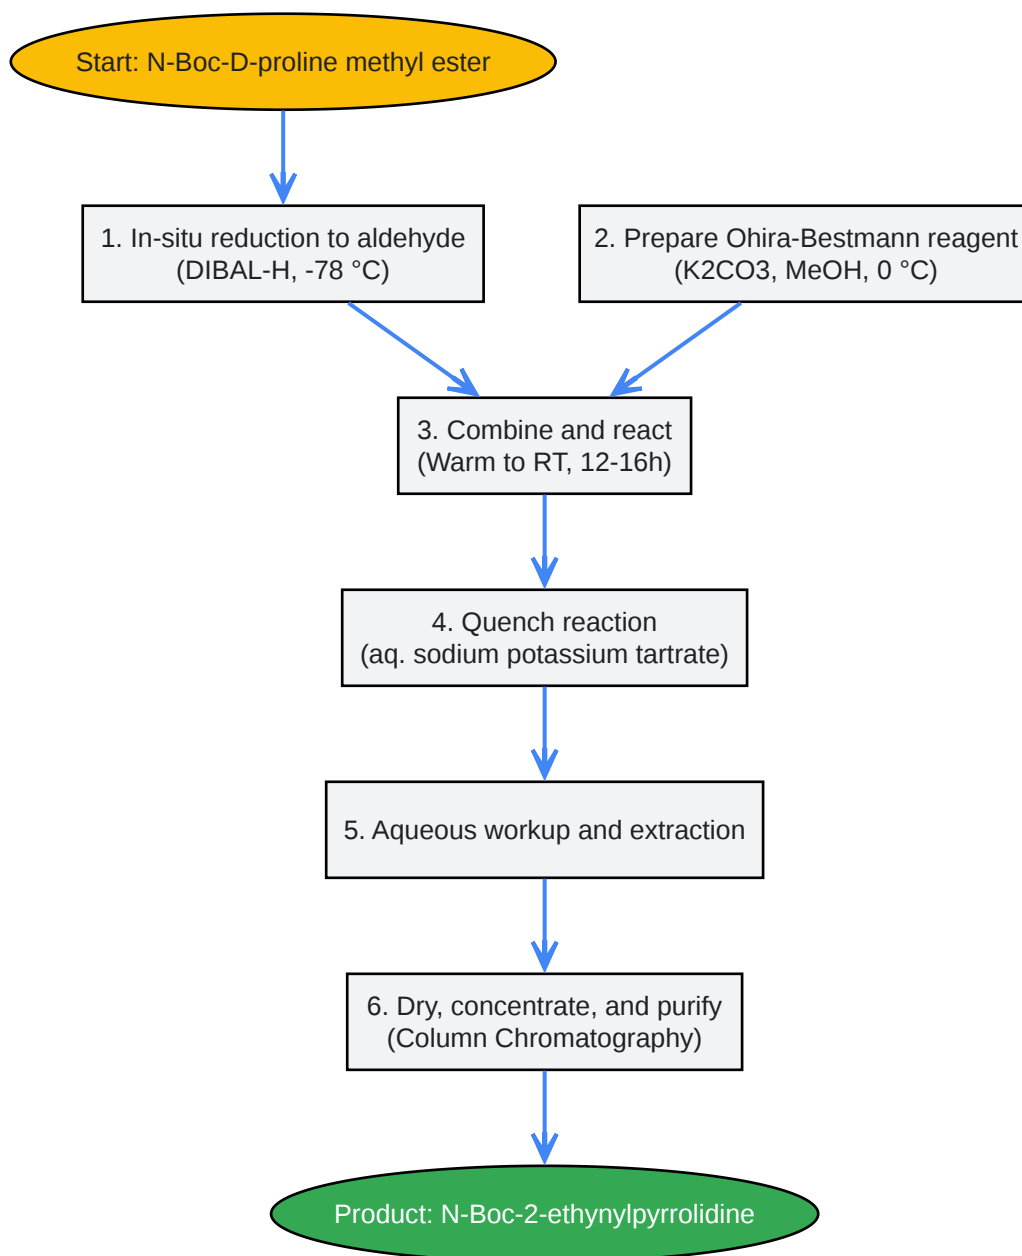 Start: N-Boc-D-proline methyl ester
1. In-situ reduction to aldehyde
(DIBAL-H, -78 °C)
2. Prepare Ohira-Bestmann reagent
(K2CO3, MeOH, 0 °C)
3. Combine and react
(Warm to RT, 12-16h)
4. Quench reaction
(aq. sodium potassium tartrate)
5. Aqueous workup and extraction
6. Dry, concentrate, and purify
(Column Chromatography)
Product: N-Boc-2-ethynylpyrrolidine